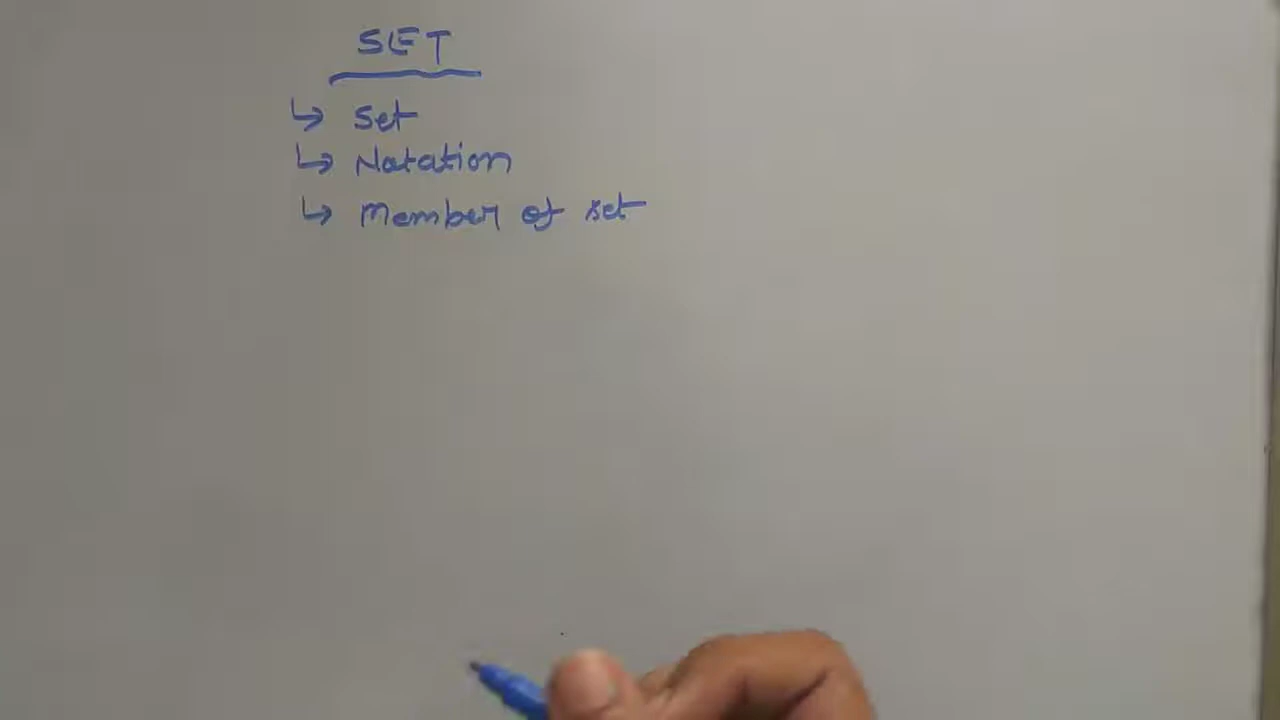 SET
↳ Set
↳ Notation
↳ Member of set